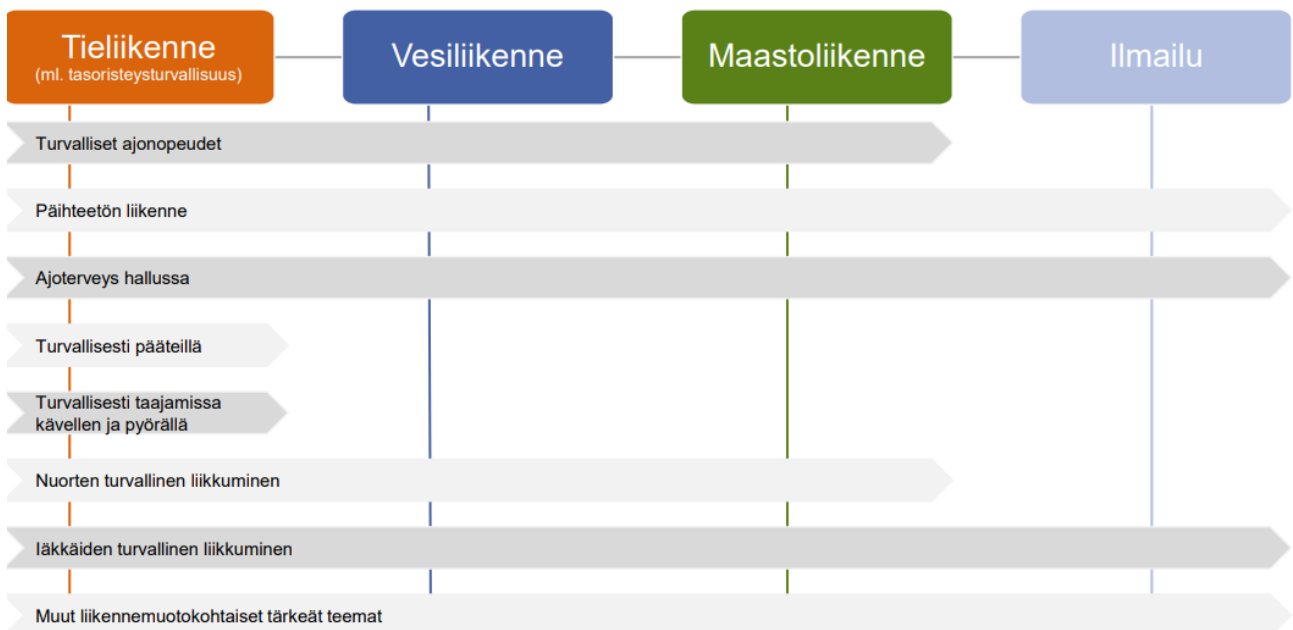 Tieliikenne
(ml. tasoristeysturvallisuus)
Vesiliikenne
Maastoliikenne
Ilmailu
Turvalliset ajonopeudet
Päihteetön liikenne
Ajoterveys hallussa
Turvallisesti pääteillä
Turvallisesti taajamissa
kävellen ja pyörällä
Nuorten turvallinen liikkuminen
Iäkkäiden turvallinen liikkuminen
Muut liikennemuotokohtaiset tärkeät teemat